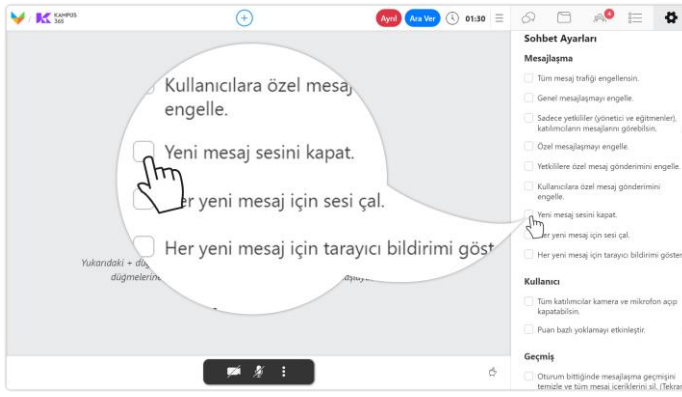 KAMPÜS
365
Ayrıl
Ara Ver
01:30
9
Sohbet Ayarları
Mesajlaşma
Tüm mesaj trafiği engellensin.
Genel mesajlaşmayı engelle.
Sadece yetkililer (yönetici ve eğitmenler),
katılımcıların mesajlarını görebilsin.
Özel mesajlaşmayı engelle.
Yetkililere özel mesaj gönderimini engelle.
Kullanıcılara özel mesaj gönderimini
engelle.
Yeni mesaj sesini kapat.
Her yeni mesaj için sesi çal.
Her yeni mesaj için tarayıcı bildirimi göster
Kullanıcı
Tüm katılımcılar kamera ve mikrofon açıp
kapatabilsin.
Puan bazlı yoklamayı etkinleştir.
Geçmiş
Oturum bittiğinde mesajlaşma geçmişini
temizle ve tüm mesaj içeriklerini sil. (Tekrar
Kullanıcılara özel mesaj
engelle.
Yeni mesaj sesini kapat.
Her yeni mesaj için sesi çal.
Her yeni mesaj için tarayıcı bildirimi göst
Yukarıdaki +